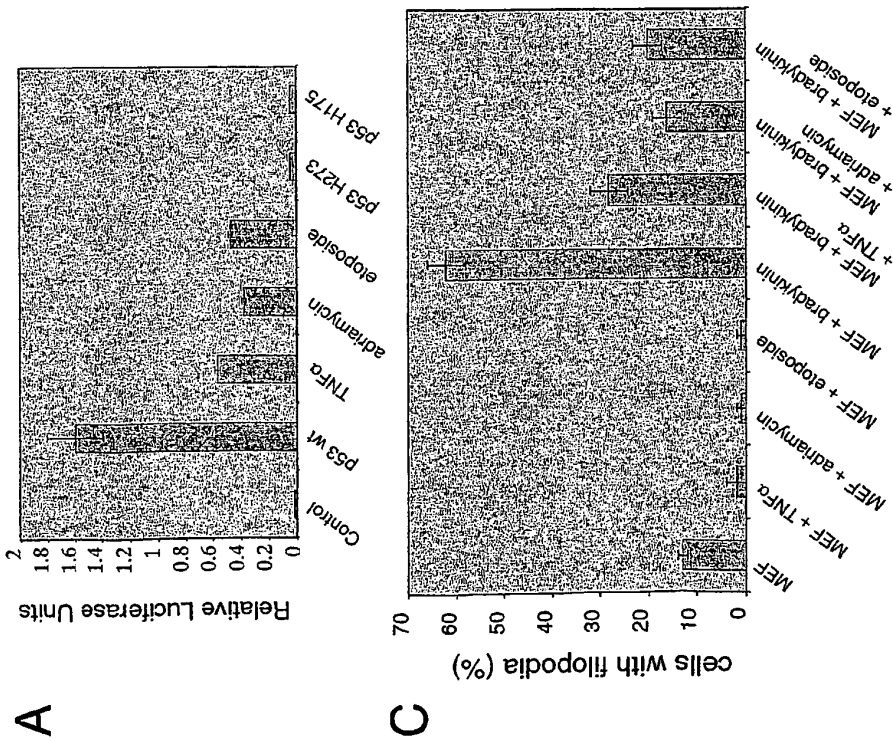 A
Relative Luciferase Units
2
1.8
1.6
1.4
1.2
1
0.8
0.6
0.4
0.2
0
Control
p53 wt
TNFα
adriamycin
etoposide
p53 H273
p53 H175
C
cells with filopodia (%)
70
60
50
40
30
20
10
0
MEF
MEF + TNFα
MEF + adriamycin
MEF + etoposide
MEF + bradykinin
MEF + bradykinin
+ TNFα
MEF + bradykinin
+ adriamycin
MEF + bradykinin
+ etoposide